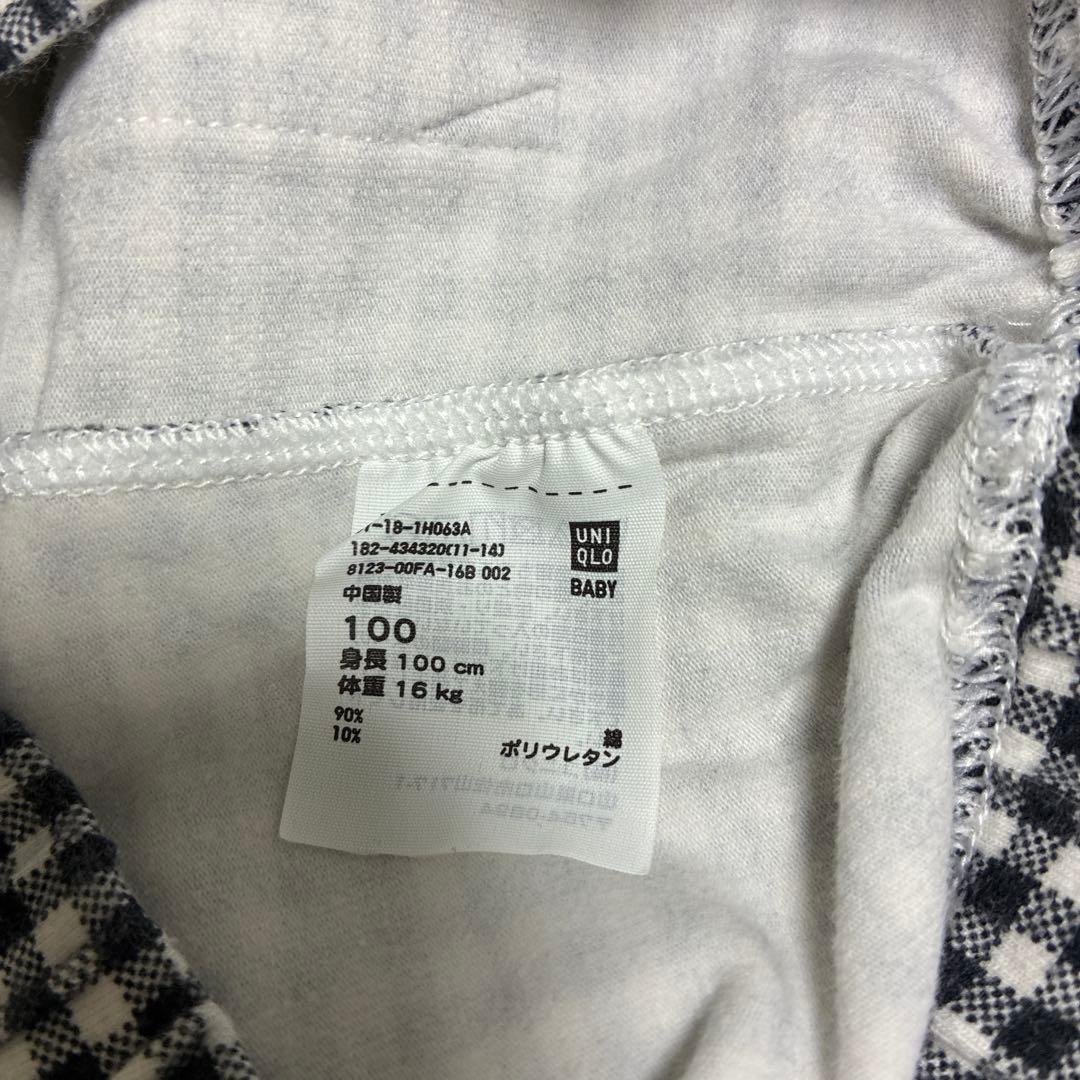 -18-1H063A
182-434320(11-14)
8123-00FA-16B 002
中国製
100
身長 100 cm
体重 16 kg
90% 綿
10% ポリウレタン
UNI
QLO
BABY